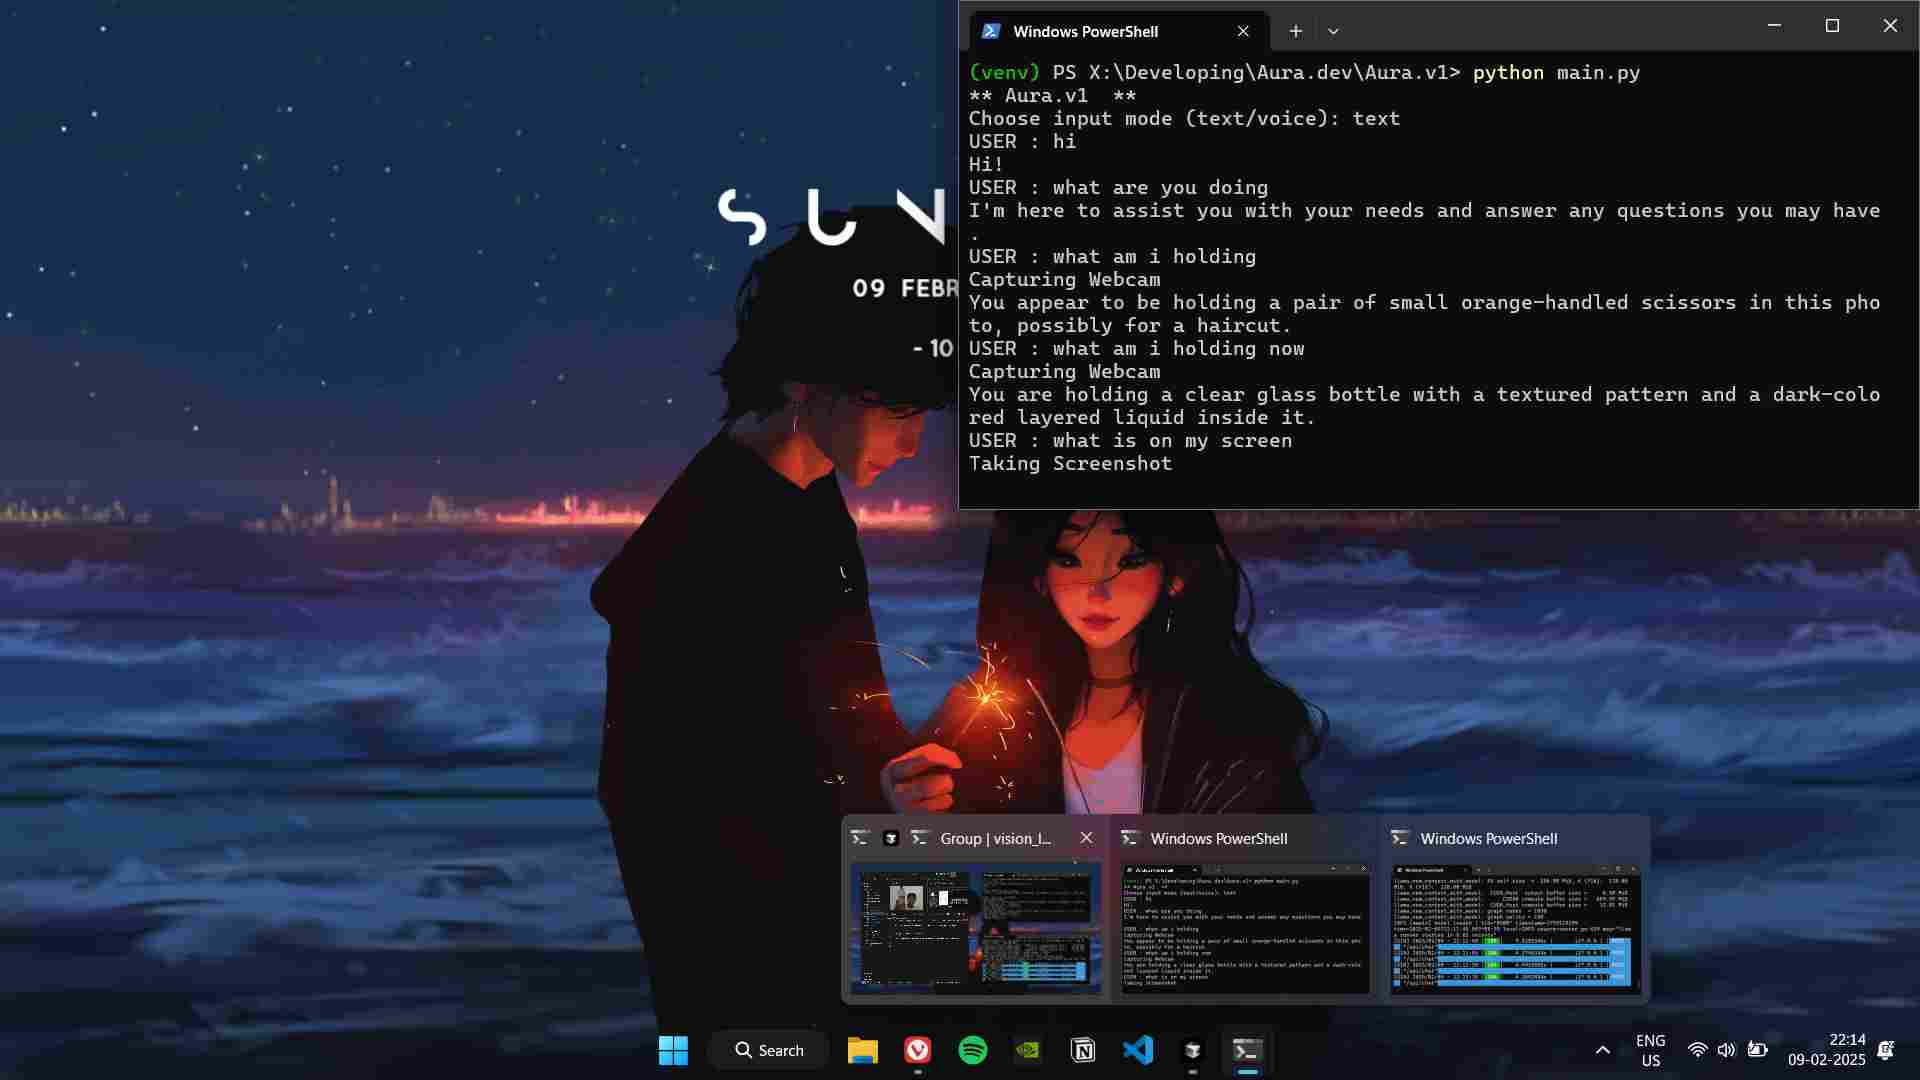 Windows PowerShell
(venv) PS X:\Developing\Aura.dev\Aura.v1> python main.py
** Aura.v1  **
Choose input mode (text/voice): text
USER : hi
Hi!
USER : what are you doing
I'm here to assist you with your needs and answer any questions you may have
.
USER : what am i holding
Capturing Webcam
You appear to be holding a pair of small orange-handled scissors in this pho
to, possibly for a haircut.
USER : what am i holding now
Capturing Webcam
You are holding a clear glass bottle with a textured pattern and a dark-colo
red layered liquid inside it.
USER : what is on my screen
Taking Screenshot
SUN
09 FEBR
- 10
Group | vision_l...
Windows PowerShell
Windows PowerShell
Search
ENG
US
22:14
09-02-2025